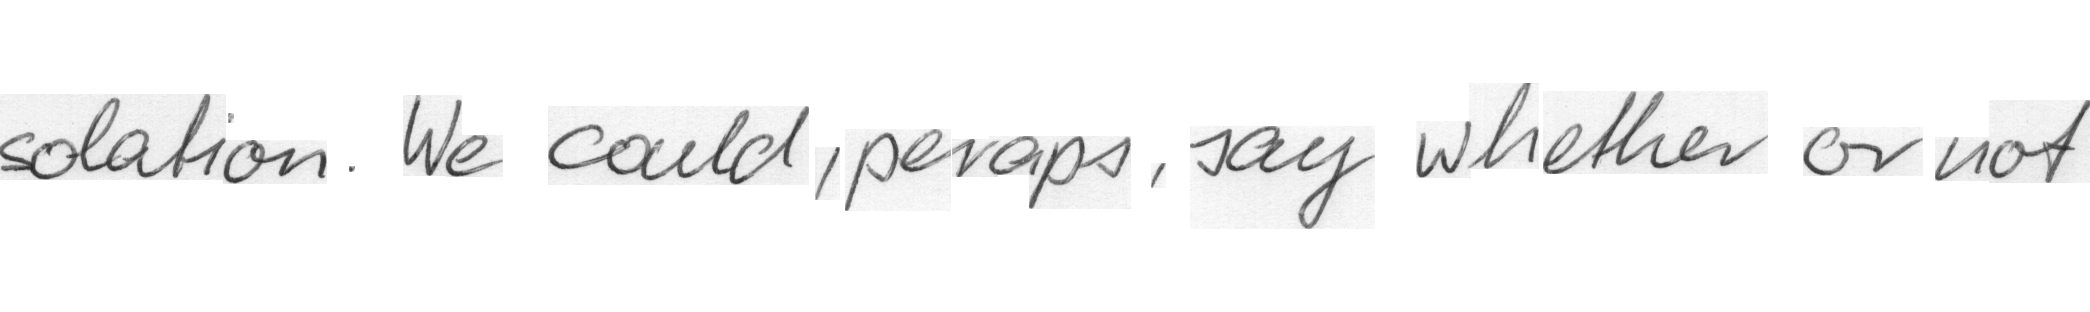 solation. We could, peraps, say whether or not